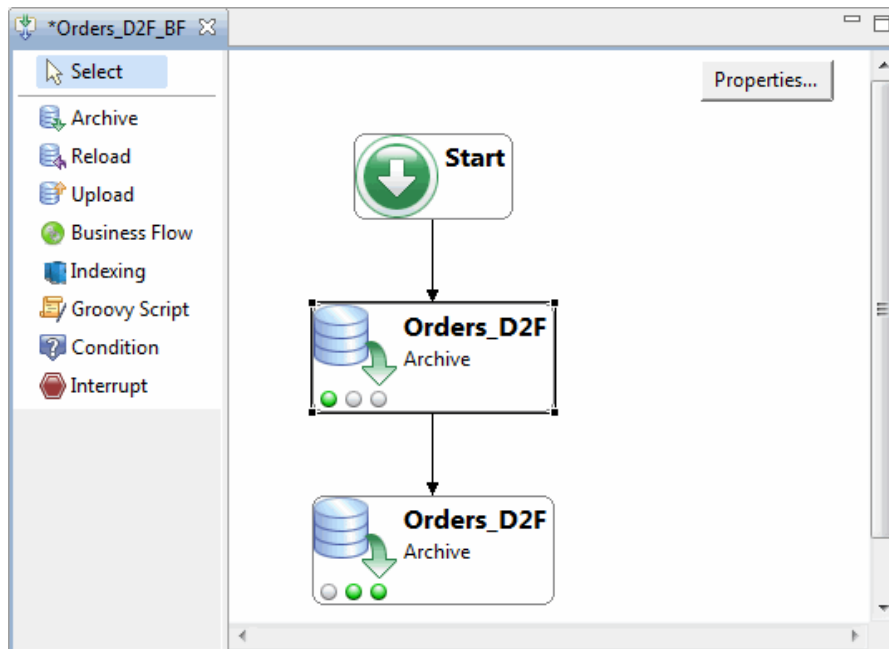 *Orders_D2F_BF
Select
Archive
Reload
Upload
Business Flow
Indexing
Groovy Script
Condition
Interrupt
Properties...
Start
Orders_D2F
Archive
Orders_D2F
Archive